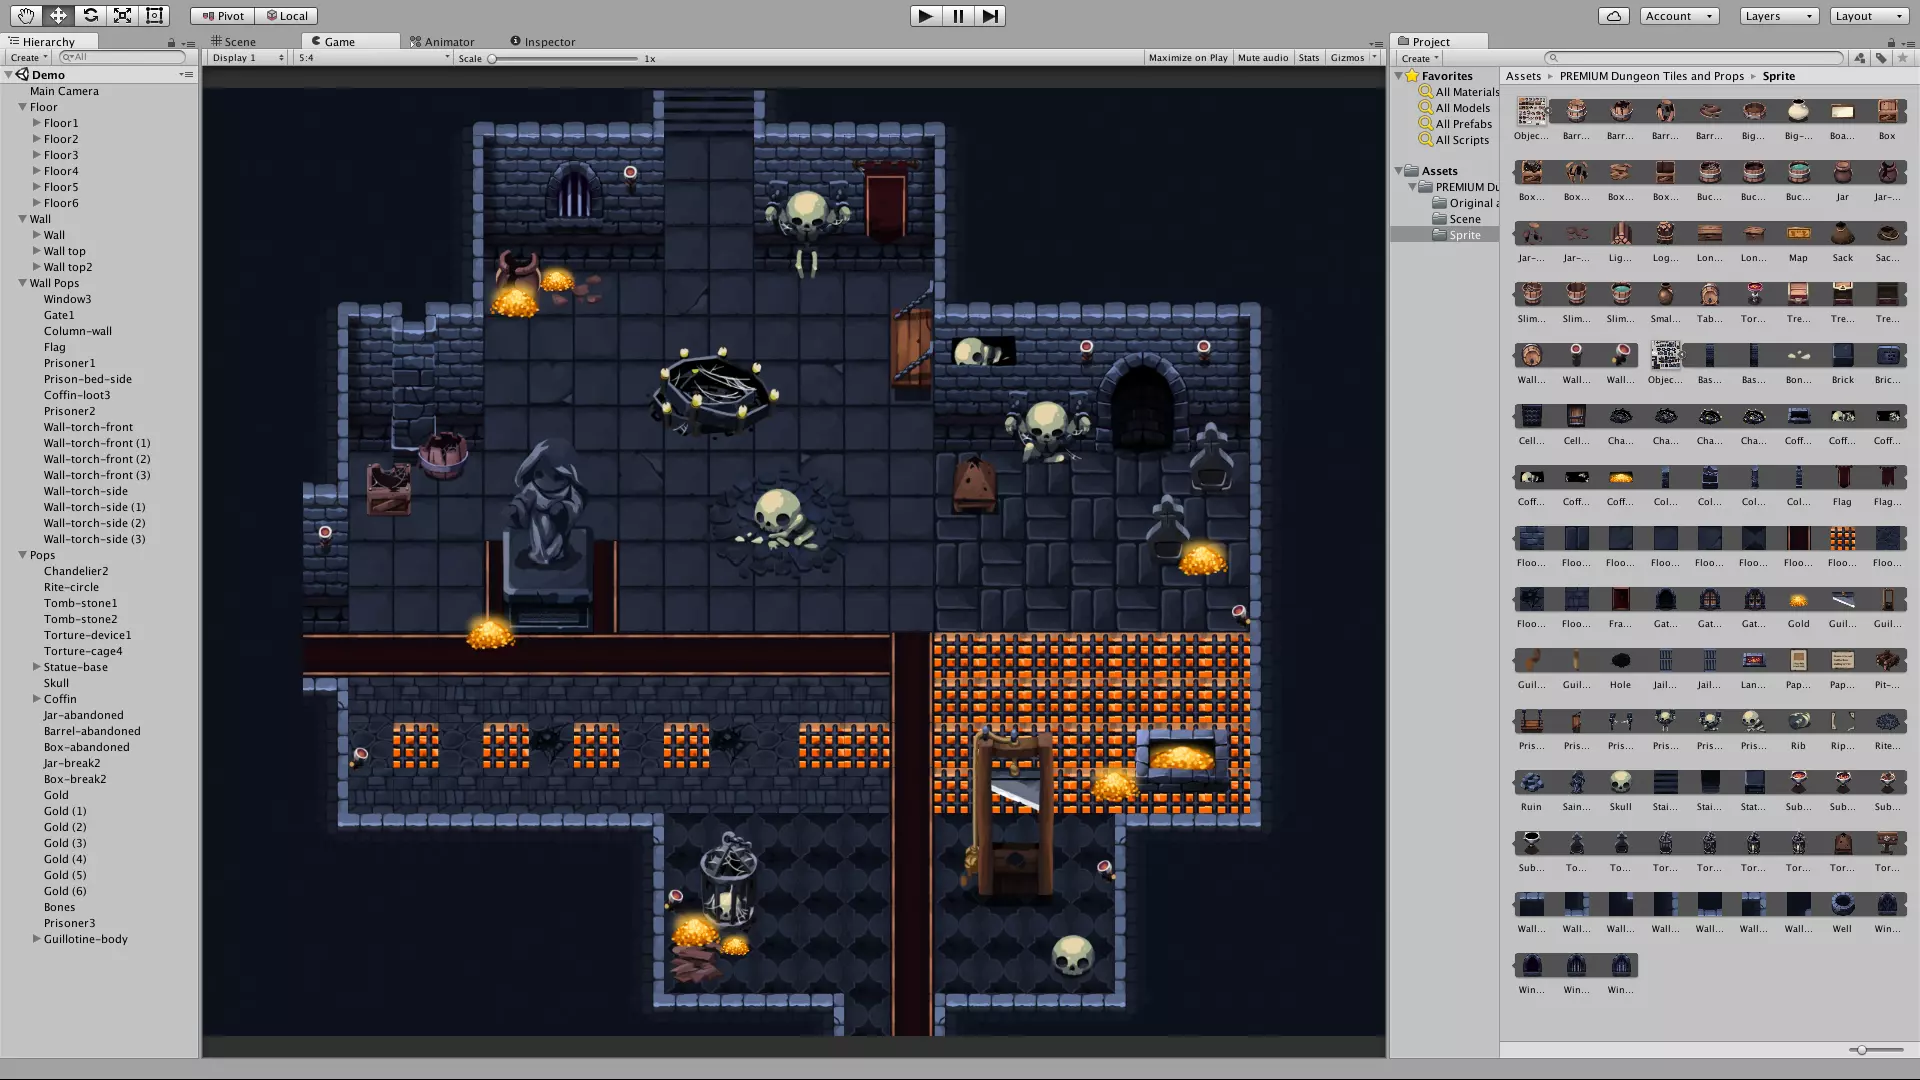 Pivot Local Account Layers Layout
Hierarchy Scene Game Animator Inspector Project
Create All Display 1 5:4 Scale 1x Maximize on Play Mute audio Stats Gizmos Create
Demo
Main Camera
Floor
Floor1
Floor2
Floor3
Floor4
Floor5
Floor6
Wall
Wall
Wall top
Wall top2
Wall Pops
Window3
Gate1
Column-wall
Flag
Prisoner1
Prison-bed-side
Coffin-loot3
Prisoner2
Wall-torch-front
Wall-torch-front (1)
Wall-torch-front (2)
Wall-torch-front (3)
Wall-torch-side
Wall-torch-side (1)
Wall-torch-side (2)
Wall-torch-side (3)
Pops
Chandelier2
Rite-circle
Tomb-stone1
Tomb-stone2
Torture-device1
Torture-cage4
Statue-base
Skull
Coffin
Jar-abandoned
Barrel-abandoned
Box-abandoned
Jar-break2
Box-break2
Gold
Gold (1)
Gold (2)
Gold (3)
Gold (4)
Gold (5)
Gold (6)
Bones
Prisoner3
Guillotine-body
Favorites
All Materials
All Models
All Prefabs
All Scripts
Assets
PREMIUM Du
Original a
Scene
Sprite
Assets PREMIUM Dungeon Tiles and Props Sprite
Objec... Barr... Barr... Barr... Barr... Big... Big-... Boa... Box
Box... Box... Box... Box... Buc... Buc... Buc... Jar Jar-...
Jar-... Jar-... Lig... Log... Lon... Lon... Map Sack Sac...
Slim... Slim... Slim... Smal... Tab... Tor... Tre... Tre... Tre...
Wall... Wall... Wall... Objec... Bas... Bas... Bon... Brick Bric...
Cell... Cell... Cha... Cha... Cha... Cha... Coff... Coff... Coff...
Coff... Coff... Coff... Col... Col... Col... Col... Flag Flag...
Floo... Floo... Floo... Floo... Floo... Floo... Floo... Floo... Floo...
Floo... Floo... Fra... Gat... Gat... Gat... Gold Guil... Guil...
Guil... Guil... Hole Jail... Jail... Lan... Pap... Pap... Pit-...
Pris... Pris... Pris... Pris... Pris... Pris... Rib Rip... Rite...
Ruin Sain... Skull Stai... Stai... Stat... Sub... Sub... Sub...
Sub... To... To... Tor... Tor... Tor... Tor... Tor... Tor...
Wall... Wall... Wall... Wall... Wall... Wall... Wall... Well Win...
Win... Win... Win...